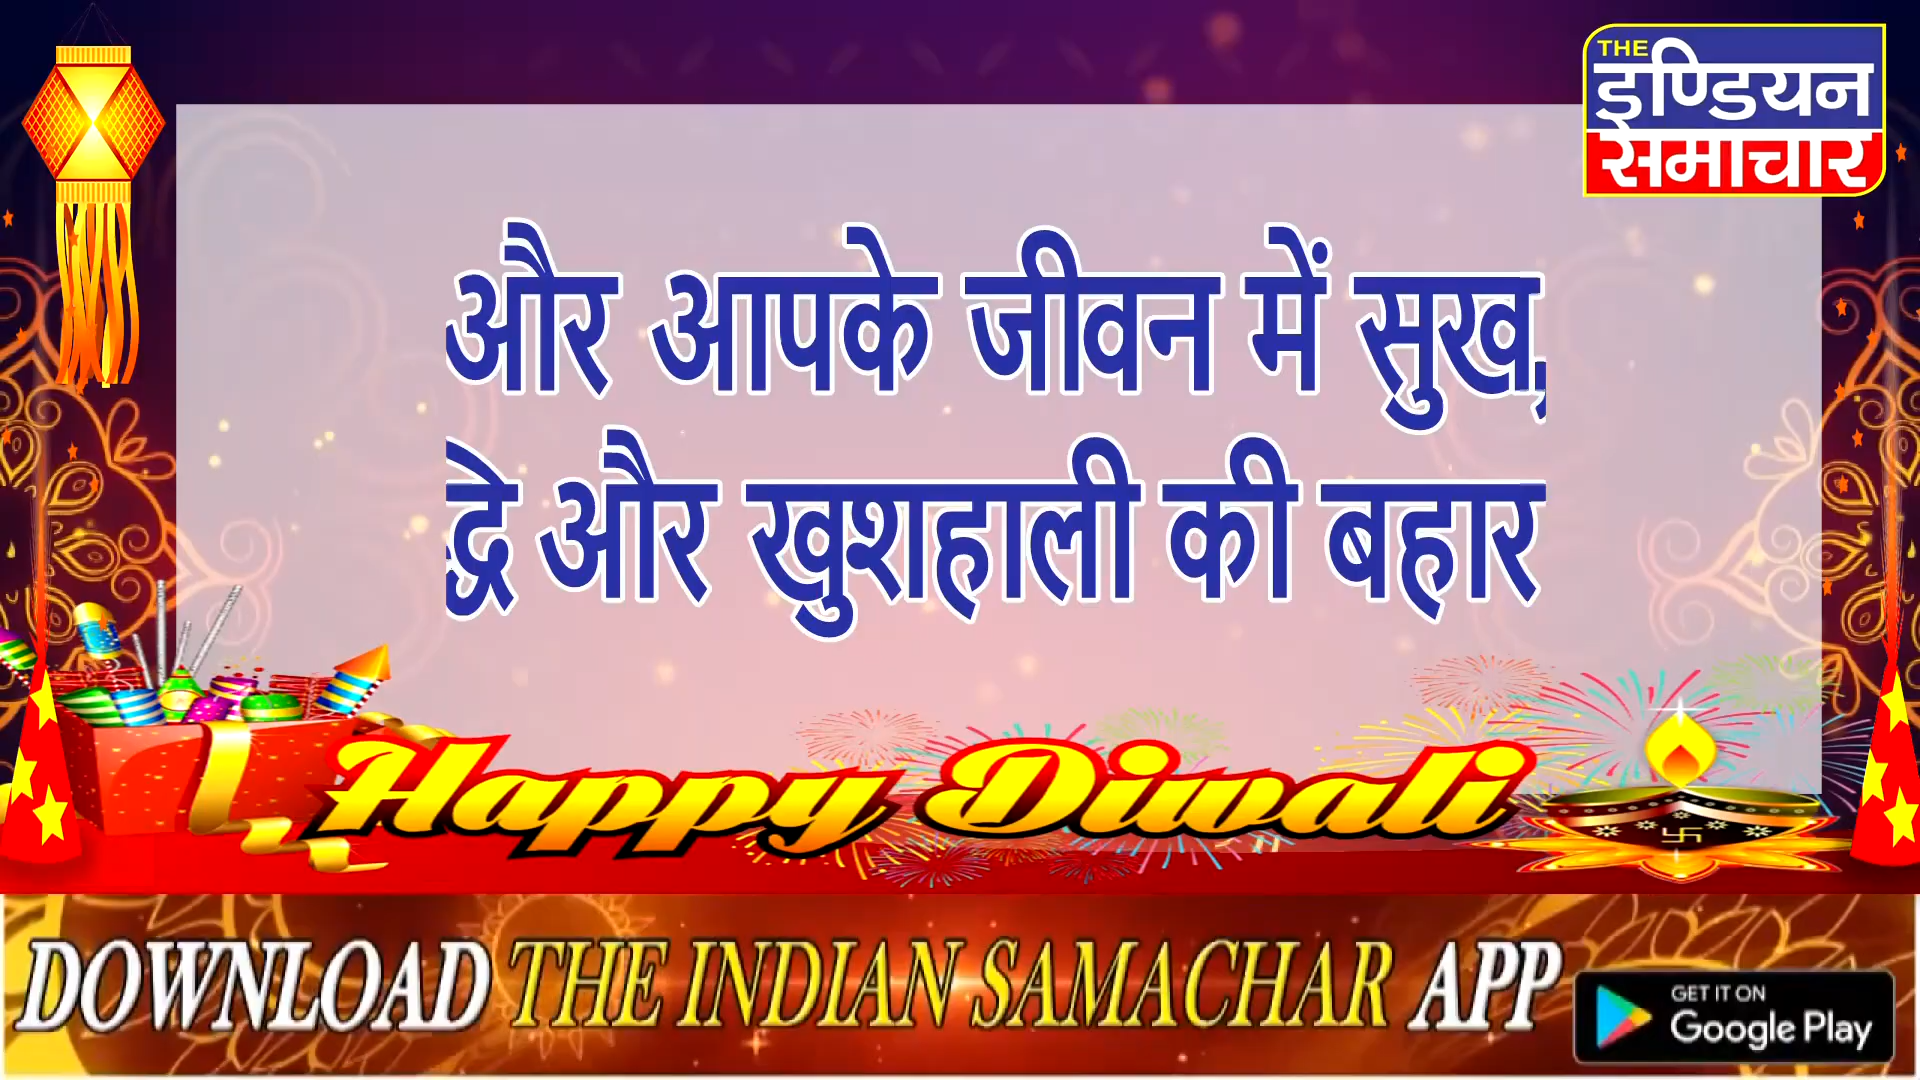 THE
इण्डियन
समाचार
और आपके जीवन में सुख,
और खुशहाली की बहार
Happy Diwali
DOWNLOAD THE INDIAN SAMACHAR APP
GET IT ON
Google Play